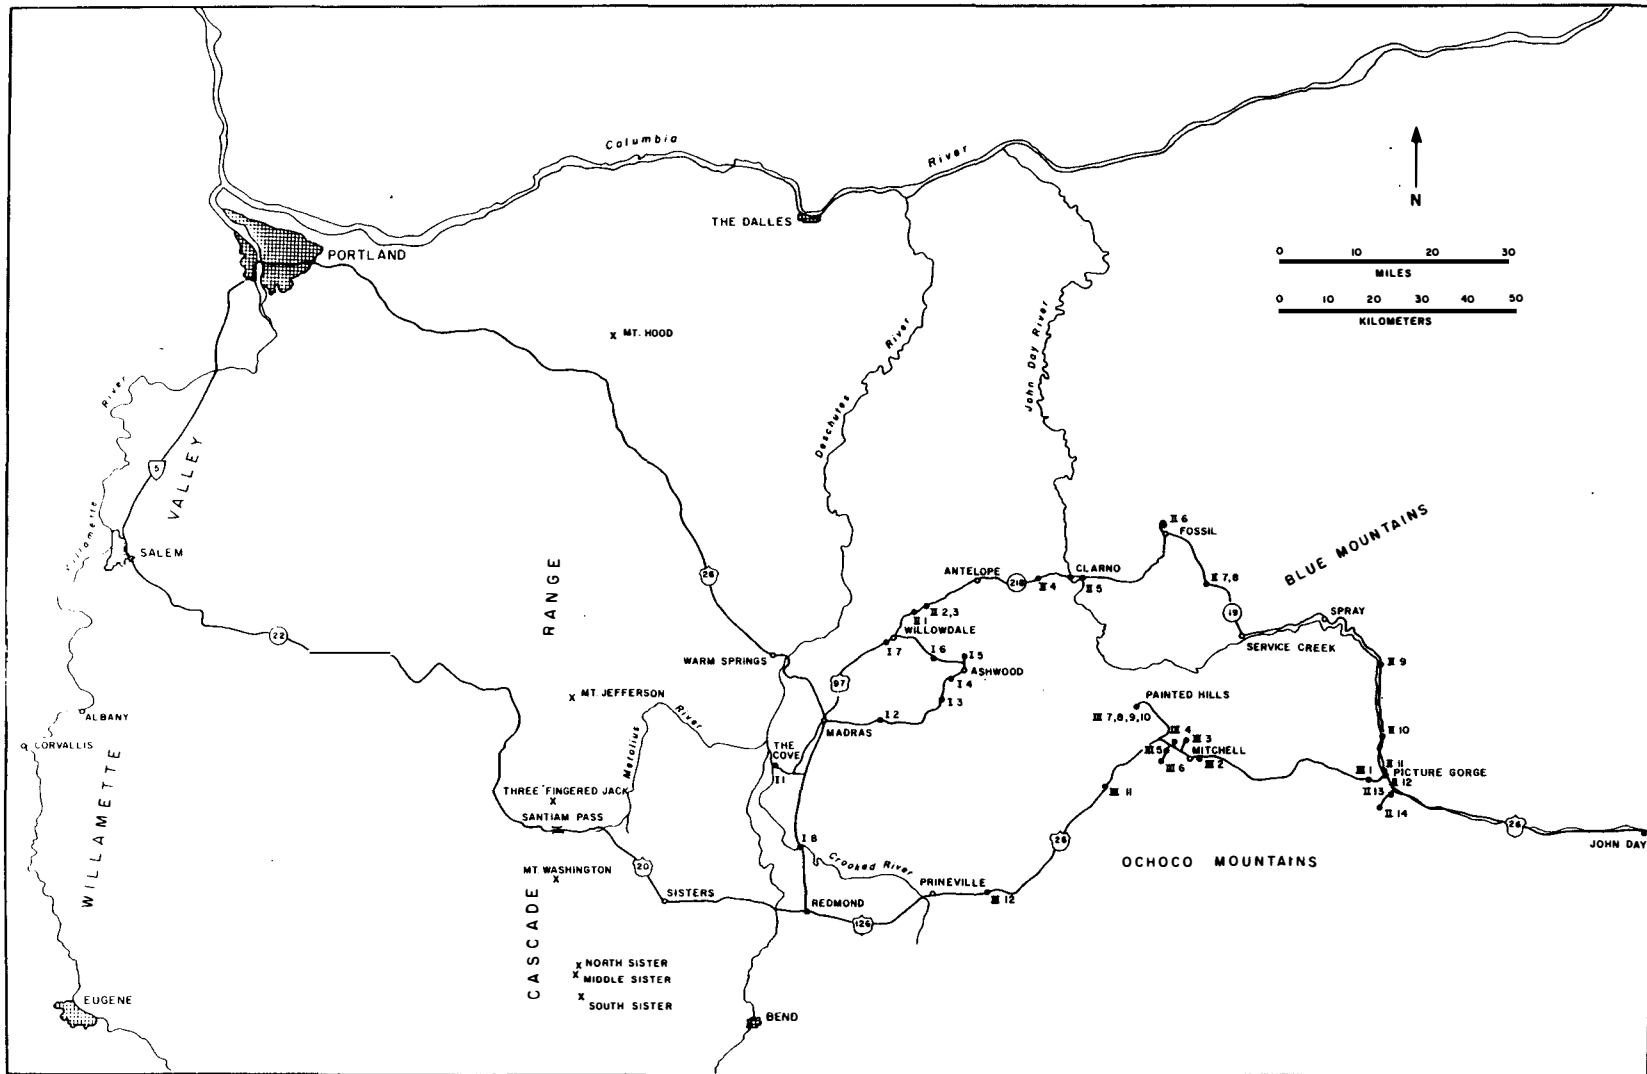 Columbia
River
THE DALLES
N
PORTLAND
0 10 20 30
MILES
0 10 20 30 40 50
KILOMETERS
MT. HOOD
River
John Day River
River
Deschutes
VALLEY
5
Willamette
SALEM
RANGE
26
22
II 6
FOSSIL
BLUE MOUNTAINS
ANTELOPE
218
II 4
CLARNO
II 5
II 7,8
II 2,3
II 1
WILLOWDALE
19
SPRAY
SERVICE CREEK
I 7
I 6
I 5
ASHWOOD
WARM SPRINGS
I 4
II 9
97
I 3
PAINTED HILLS
MT. JEFFERSON
Metolius
River
ALBANY
III 7,8,9,10
I 2
MADRAS
III 4
III 3
II 10
CORVALLIS
THE
COVE
III 5
MITCHELL
III 6
III 2
I 1
III 1
II 11
PICTURE GORGE
II 12
II 13
THREE FINGERED JACK
III 11
II 14
SANTIAM PASS
26
26
JOHN DAY
I 8
Crooked River
OCHOCO MOUNTAINS
WILLAMETTE
MT. WASHINGTON
20
PRINEVILLE
III 12
SISTERS
REDMOND
126
CASCADE
NORTH SISTER
MIDDLE SISTER
SOUTH SISTER
EUGENE
BEND